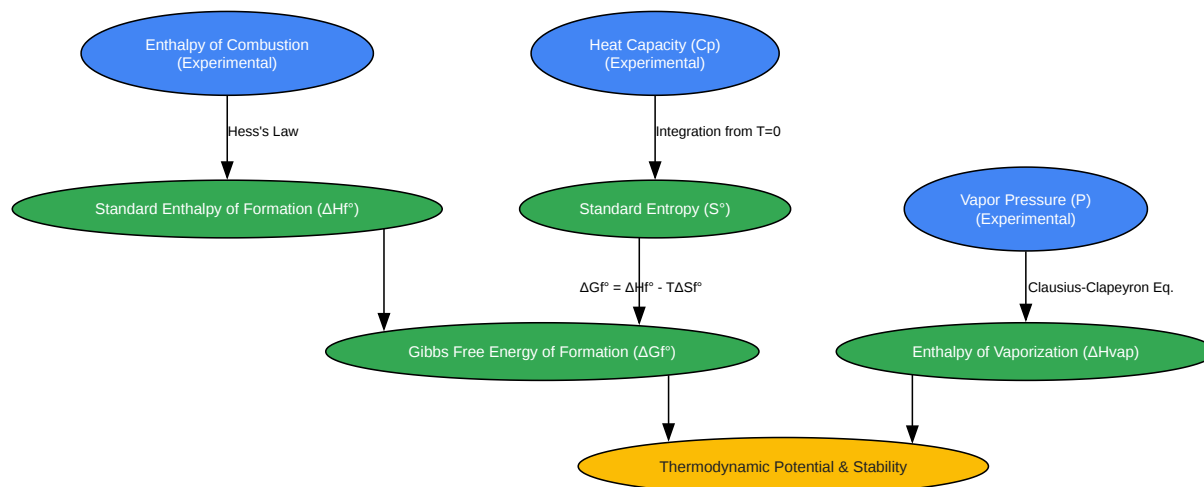 Enthalpy of Combustion
(Experimental)
Heat Capacity (Cp)
(Experimental)
Hess's Law
Integration from T=0
Standard Enthalpy of Formation (ΔHf°)
Standard Entropy (S°)
Vapor Pressure (P)
(Experimental)
ΔGf° = ΔHf° - TΔSf°
Clausius-Clapeyron Eq.
Gibbs Free Energy of Formation (ΔGf°)
Enthalpy of Vaporization (ΔHvap)
Thermodynamic Potential & Stability